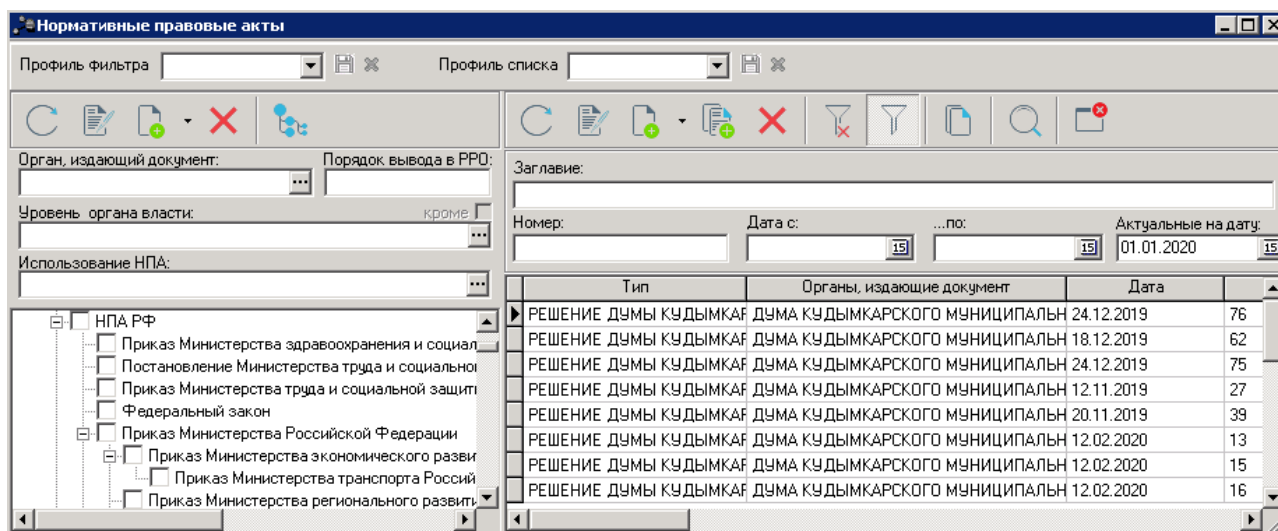 Нормативные правовые акты
Профиль фильтра Профиль списка
Орган, издающий документ: Порядок вывода в РРО:
Уровень органа власти: кроме
Использование НПА:
НПА РФ
Приказ Министерства здравоохранения и социал
Постановление Министерства труда и социально
Приказ Министерства труда и социальной защит
Федеральный закон
Приказ Министерства Российской Федерации
Приказ Министерства экономического разви
Приказ Министерства транспорта Россий
Приказ Министерства регионального развити
Заглавие:
Номер: Дата с: ...по: Актуальные на дату:
15 15 01.01.2020 15
Тип Органы, издающие документ Дата
РЕШЕНИЕ ДУМЫ КУДЫМКАР ДУМА КУДЫМКАРСКОГО МУНИЦИПАЛЬН 24.12.2019 76
РЕШЕНИЕ ДУМЫ КУДЫМКАР ДУМА КУДЫМКАРСКОГО МУНИЦИПАЛЬН 18.12.2019 62
РЕШЕНИЕ ДУМЫ КУДЫМКАР ДУМА КУДЫМКАРСКОГО МУНИЦИПАЛЬН 24.12.2019 75
РЕШЕНИЕ ДУМЫ КУДЫМКАР ДУМА КУДЫМКАРСКОГО МУНИЦИПАЛЬН 12.11.2019 27
РЕШЕНИЕ ДУМЫ КУДЫМКАР ДУМА КУДЫМКАРСКОГО МУНИЦИПАЛЬН 20.11.2019 39
РЕШЕНИЕ ДУМЫ КУДЫМКАР ДУМА КУДЫМКАРСКОГО МУНИЦИПАЛЬН 12.02.2020 13
РЕШЕНИЕ ДУМЫ КУДЫМКАР ДУМА КУДЫМКАРСКОГО МУНИЦИПАЛЬН 12.02.2020 15
РЕШЕНИЕ ДУМЫ КУДЫМКАР ДУМА КУДЫМКАРСКОГО МУНИЦИПАЛЬН 12.02.2020 16